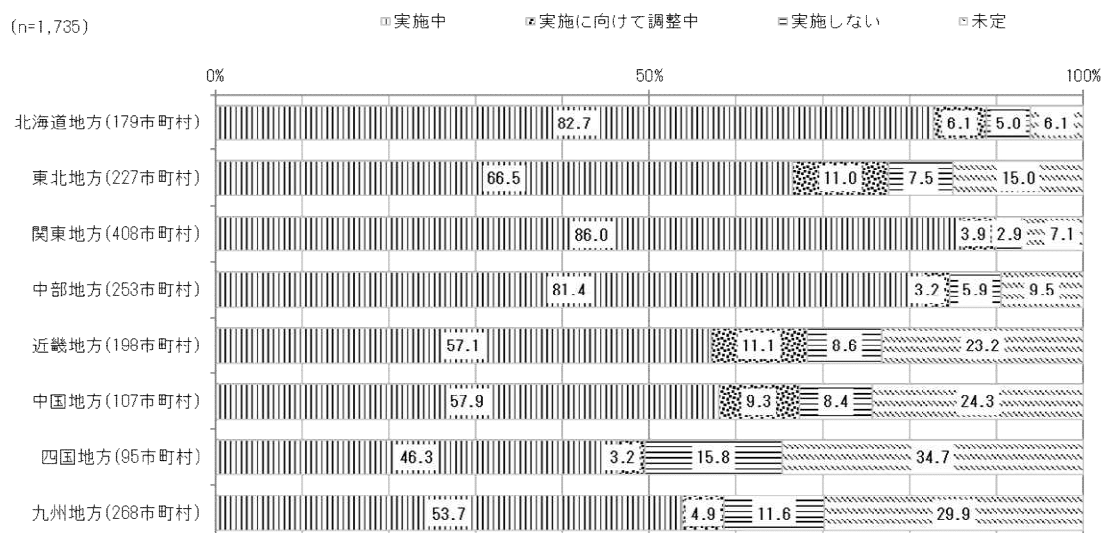 (n=1,735)
実施中 実施に向けて調整中 実施しない 未定
0% 50% 100%
北海道地方(179市町村) 82.7 6.1 5.0 6.1
東北地方(227市町村) 66.5 11.0 7.5 15.0
関東地方(408市町村) 86.0 3.9 2.9 7.1
中部地方(253市町村) 81.4 3.2 5.9 9.5
近畿地方(198市町村) 57.1 11.1 8.6 23.2
中国地方(107市町村) 57.9 9.3 8.4 24.3
四国地方(95市町村) 46.3 3.2 15.8 34.7
九州地方(268市町村) 53.7 4.9 11.6 29.9